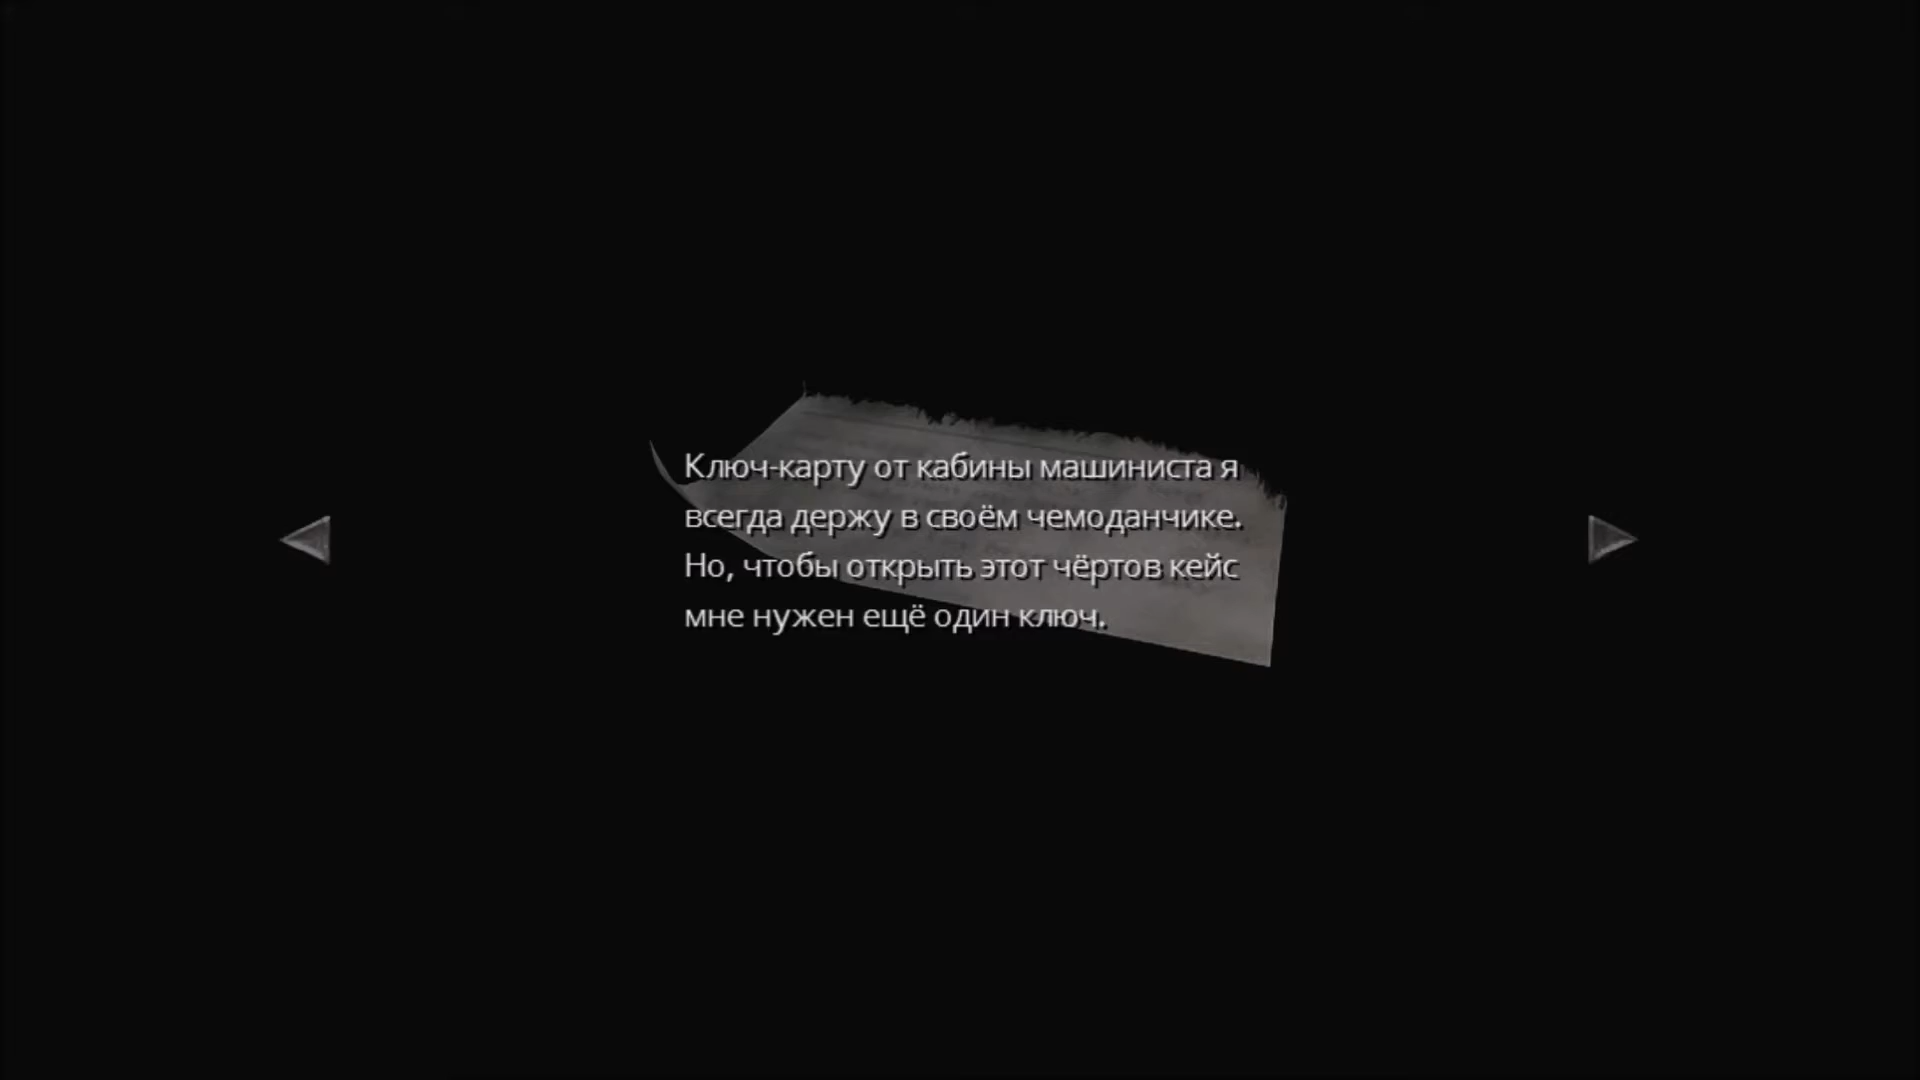 Ключ-карту от кабины машиниста я
всегда держу в своём чемоданчике.
Но, чтобы открыть этот чёртов кейс
мне нужен ещё один ключ.